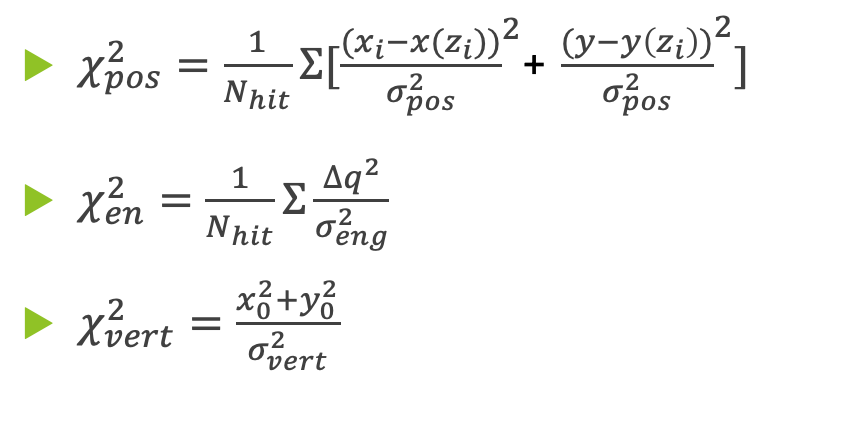 χ²_pos = 1/N_hit Σ[(x_i−x(z_i))²/σ²_pos + (y−y(z_i))²/σ²_pos]
χ²_en = 1/N_hit Σ Δq²/σ²_eng
χ²_vert = x₀²+y₀²/σ²_vert